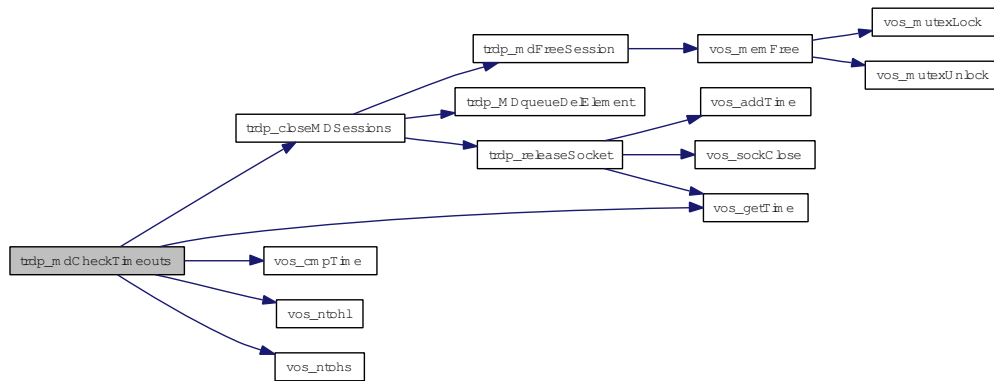 vos_mutexLock
trdp_mdFreeSession
vos_memFree
vos_mutexUnlock
trdp_MDqueueDelElement
vos_addTime
trdp_closeMDSessions
trdp_releaseSocket
vos_sockClose
vos_getTime
trdp_mdCheckTimeouts
vos_cmpTime
vos_ntohl
vos_ntohs